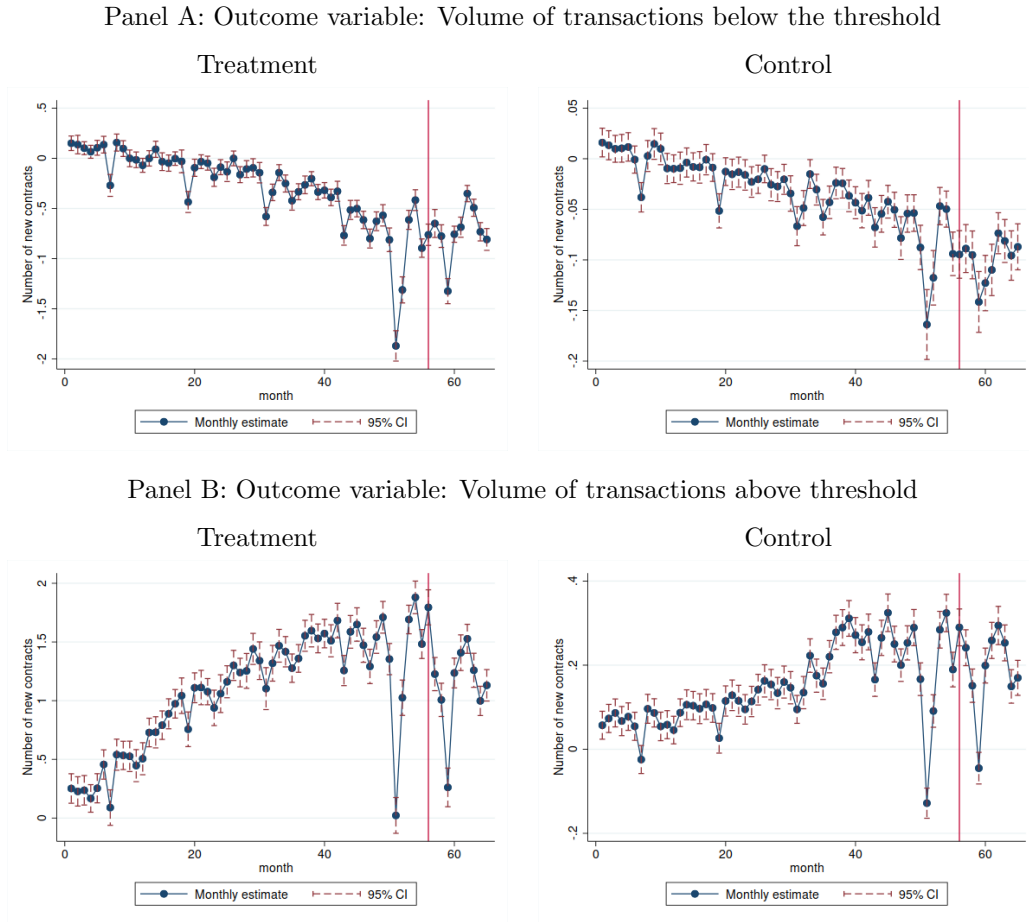 Panel A: Outcome variable: Volume of transactions below the threshold
Treatment
Control
Number of new contracts
.5
0
-.5
-1
-1.5
-2
0 20 40 60
month
Monthly estimate 95% CI
Number of new contracts
.05
0
-.05
-.1
-.15
-.2
0 20 40 60
month
Monthly estimate 95% CI
Panel B: Outcome variable: Volume of transactions above threshold
Treatment
Control
Number of new contracts
2
1.5
1
.5
0
0 20 40 60
month
Monthly estimate 95% CI
Number of new contracts
.4
.2
0
-.2
0 20 40 60
month
Monthly estimate 95% CI